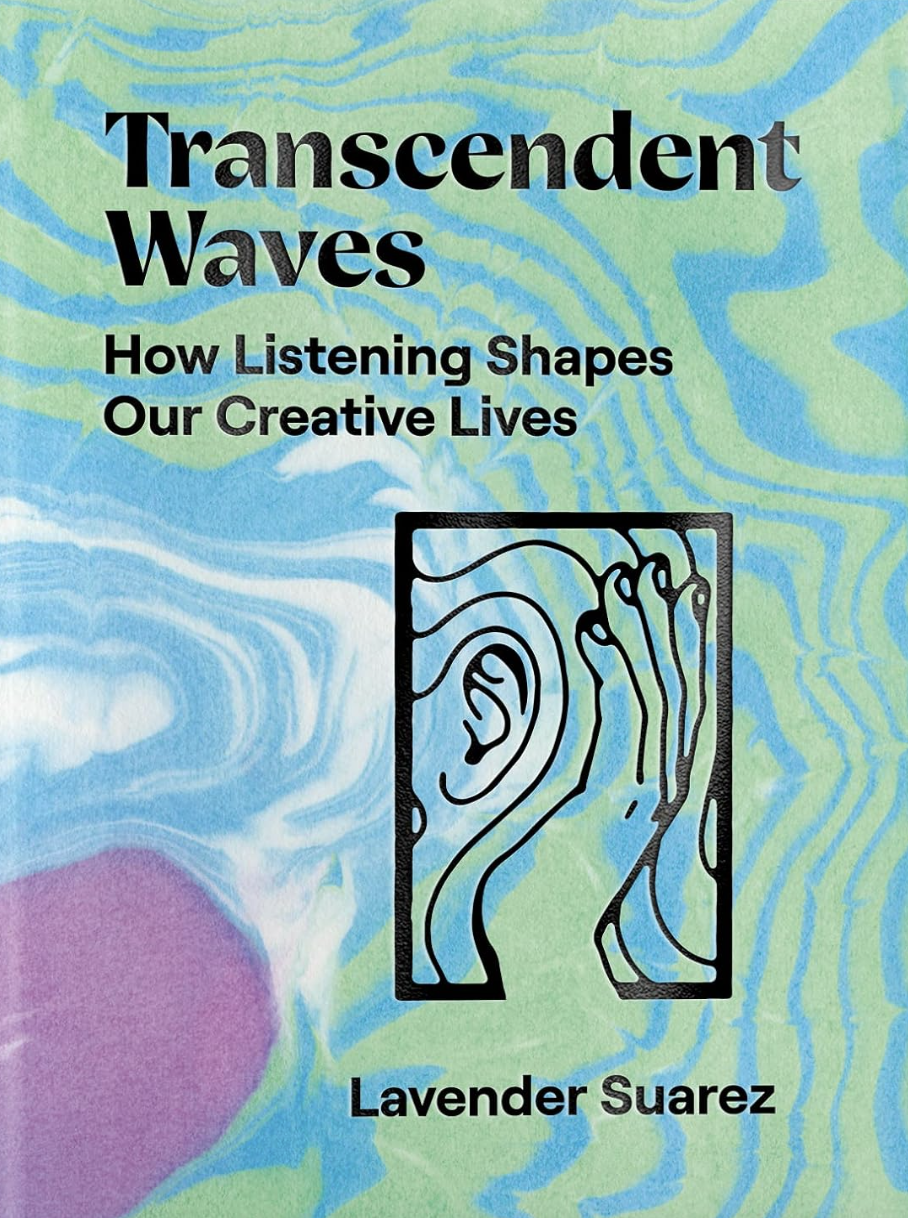 Transcendent
Waves
How Listening Shapes
Our Creative Lives
Lavender Suarez